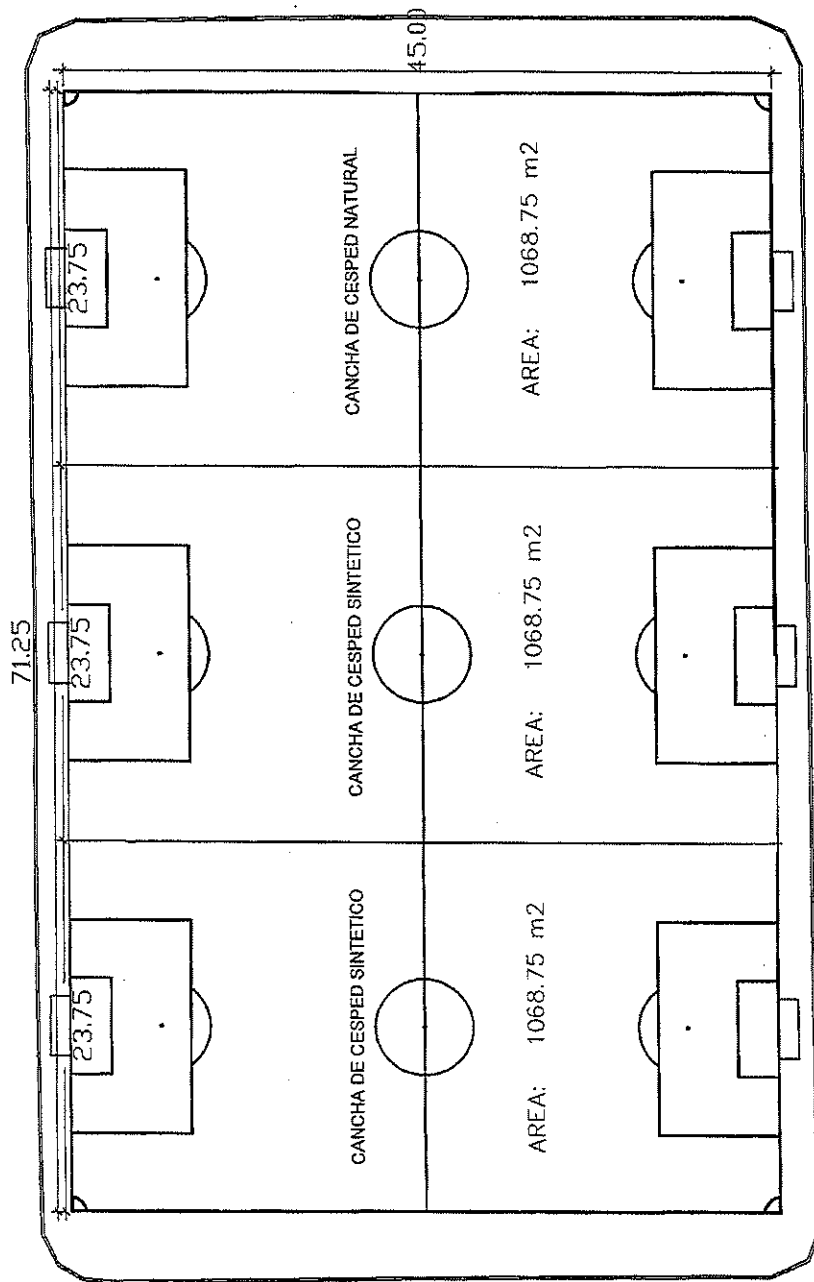 71.25
45.00
23.75
23.75
23.75
CANCHA DE CESPED SINTETICO
CANCHA DE CESPED SINTETICO
CANCHA DE CESPED NATURAL
AREA: 1068.75 m2
AREA: 1068.75 m2
AREA: 1068.75 m2